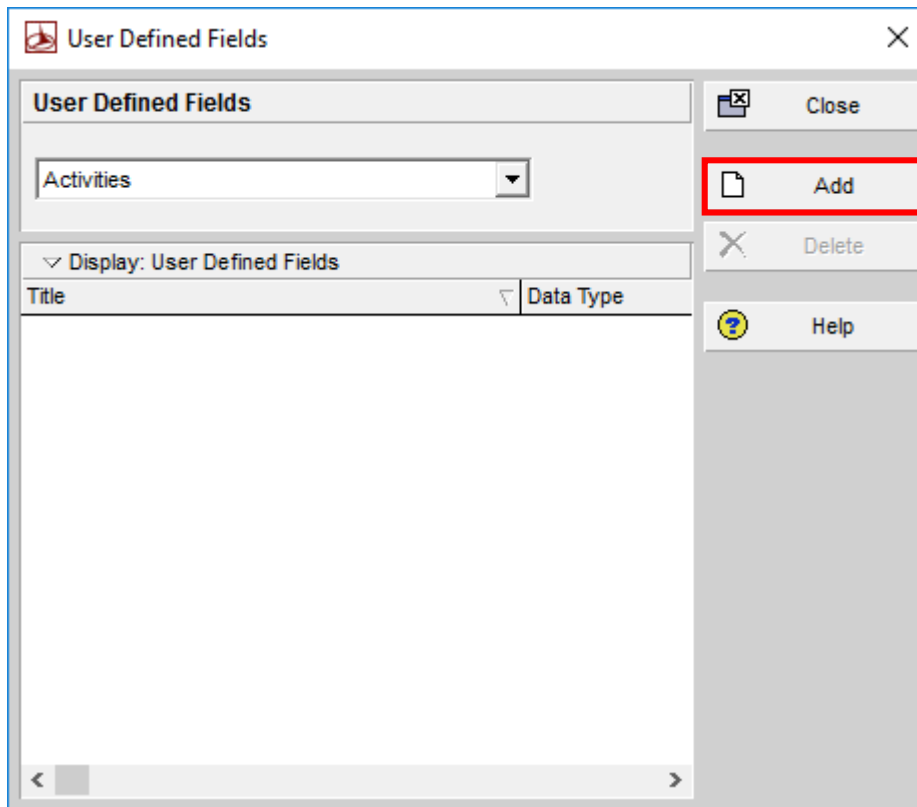 User Defined Fields
User Defined Fields
Close
Activities
Add
Delete
Display: User Defined Fields
Title Data Type
Help